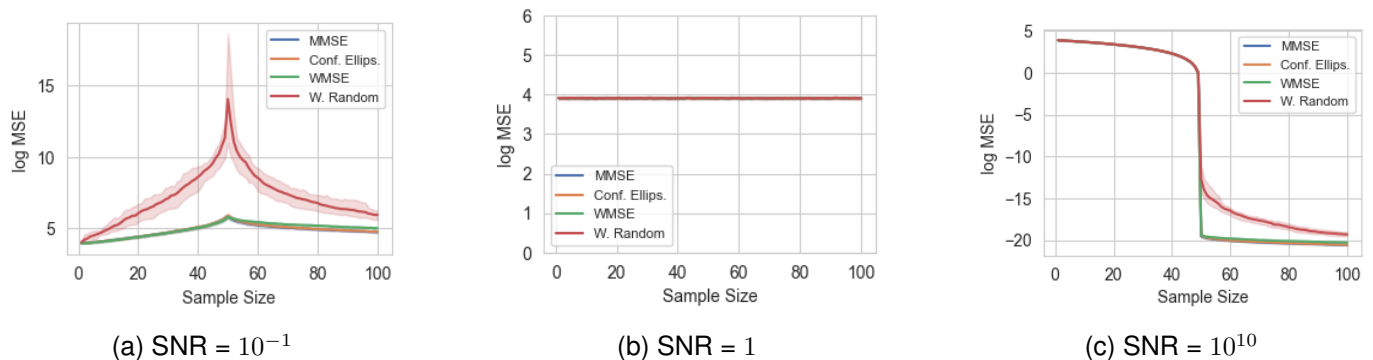 15
10
5
log MSE
MMSE
Conf. Ellips.
WMSE
W. Random
0 20 40 60 80 100
Sample Size
(a) SNR = 10⁻¹
6
5
4
3
2
1
0
log MSE
MMSE
Conf. Ellips.
WMSE
W. Random
0 20 40 60 80 100
Sample Size
(b) SNR = 1
5
0
−5
−10
−15
−20
log MSE
MMSE
Conf. Ellips.
WMSE
W. Random
0 20 40 60 80 100
Sample Size
(c) SNR = 10¹⁰